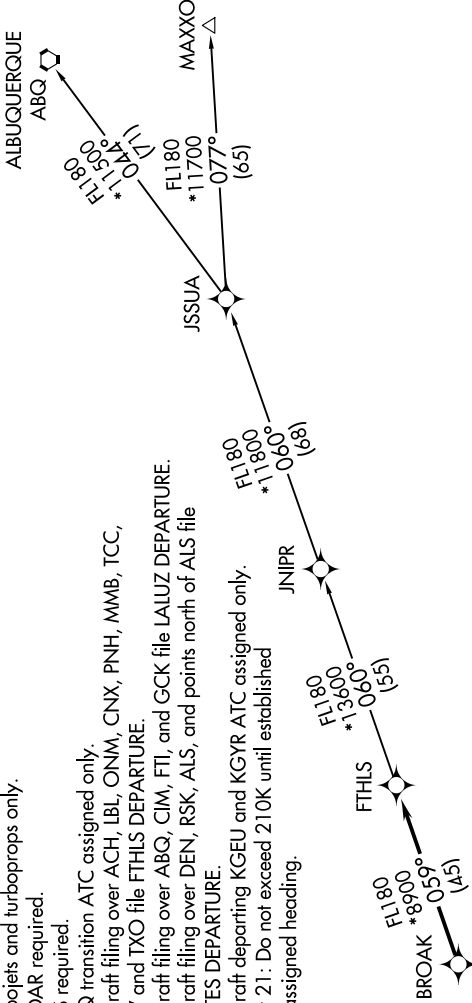 ALBUQUERQUE
ABQ
MAXXO
FL180
*11500
044°
(71)
FL180
*11700
077°
(65)
JSSUA
FL180
*11800
060°
(68)
JNIPR
FL180
*13600
060°
(55)
FTHLS
FL180
*8900
059°
(45)
BROAK
bojets and turboprops only.
DAR required.
required.
Q transition ATC assigned only.
raft filing over ACH, LBL, ONM, CNX, PNH, MMB, TCC,
and TXO file FTHLS DEPARTURE.
raft filing over ABQ, CIM, FTI, and GCK file LALUZ DEPARTURE.
raft filing over DEN, RSK, ALS, and points north of ALS file
TES DEPARTURE.
raft departing KGEU and KGYR ATC assigned only.
21: Do not exceed 210K until established
assigned heading.